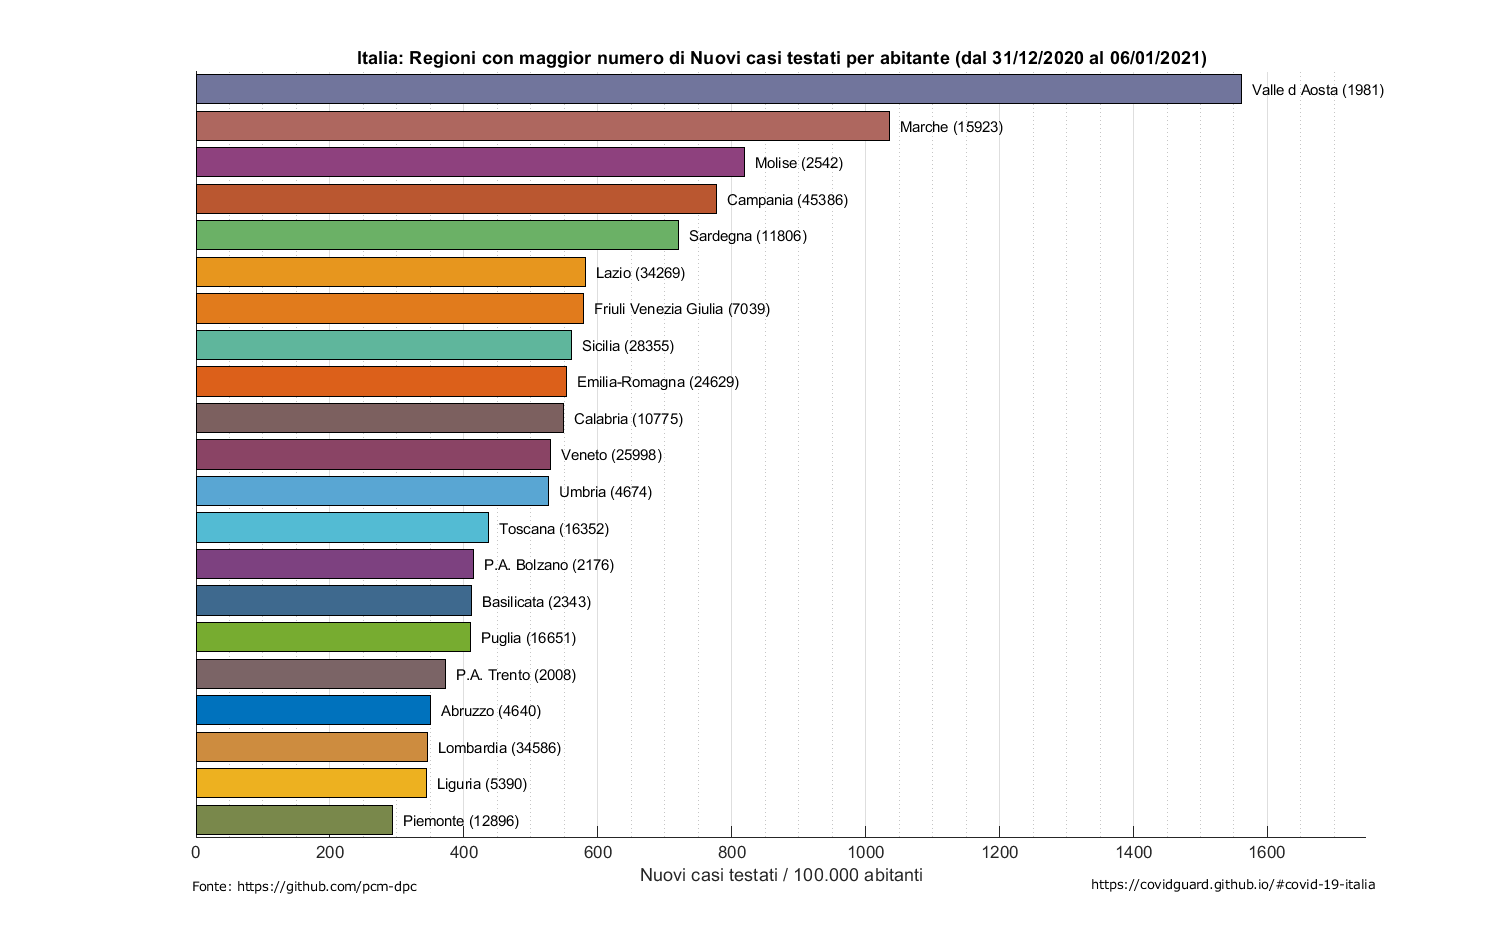 Italia: Regioni con maggior numero di Nuovi casi testati per abitante (dal 31/12/2020 al 06/01/2021)
Valle d Aosta (1981)
Marche (15923)
Molise (2542)
Campania (45386)
Sardegna (11806)
Lazio (34269)
Friuli Venezia Giulia (7039)
Sicilia (28355)
Emilia-Romagna (24629)
Calabria (10775)
Veneto (25998)
Umbria (4674)
Toscana (16352)
P.A. Bolzano (2176)
Basilicata (2343)
Puglia (16651)
P.A. Trento (2008)
Abruzzo (4640)
Lombardia (34586)
Liguria (5390)
Piemonte (12896)
0 200 400 600 800 1000 1200 1400 1600
Nuovi casi testati / 100.000 abitanti
Fonte: https://github.com/pcm-dpc
https://covidguard.github.io/#covid-19-italia